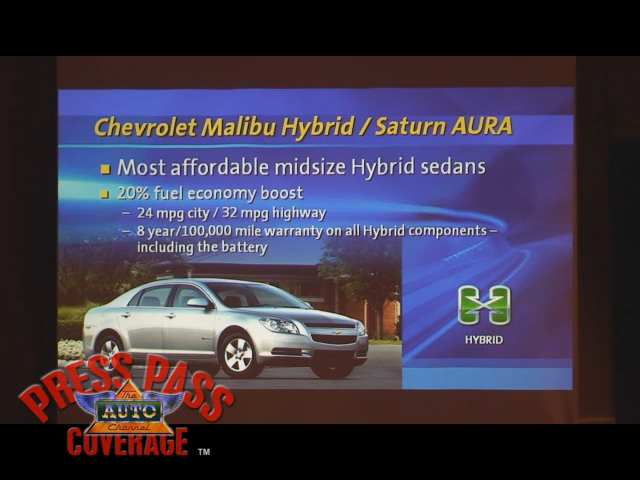 Chevrolet Malibu Hybrid / Saturn AURA
Most affordable midsize Hybrid sedans
20% fuel economy boost
– 24 mpg city / 32 mpg highway
– 8 year/100,000 mile warranty on all Hybrid components –
including the battery
HYBRID
PRESS PASS
The
AUTO
Channel
COVERAGE TM